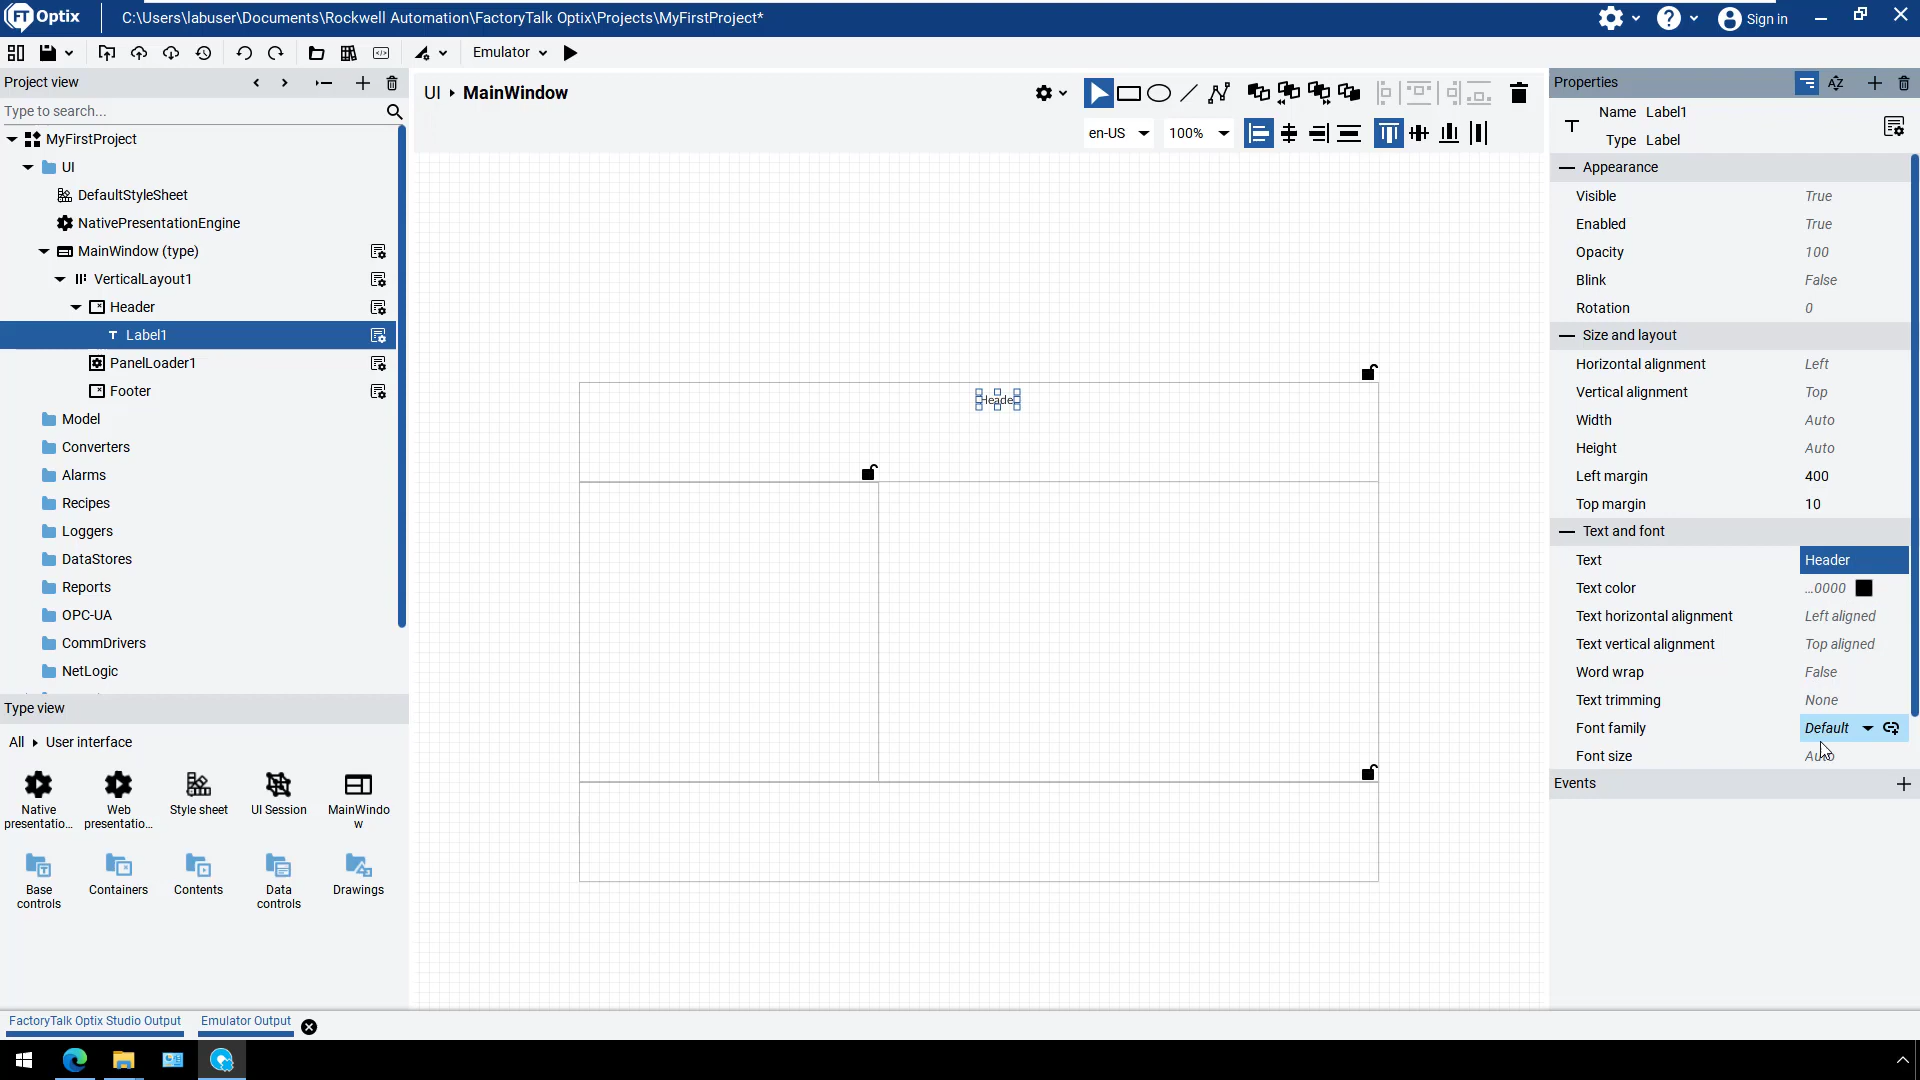 FT Optix
C:\Users\labuser\Documents\Rockwell Automation\FactoryTalk Optix\Projects\MyFirstProject*
Sign in
Emulator
Project view
Type to search...
MyFirstProject
UI
DefaultStyleSheet
NativePresentationEngine
MainWindow (type)
VerticalLayout1
Header
Label1
PanelLoader1
Footer
Model
Converters
Alarms
Recipes
Loggers
DataStores
Reports
OPC-UA
CommDrivers
NetLogic
Type view
All
User interface
Native presentatio...
Web presentatio...
Style sheet
UI Session
MainWindo
w
Base
controls
Containers
Contents
Data
controls
Drawings
UI
MainWindow
en-US
100%
Header
Properties
Name Label1
Type Label
Appearance
Visible True
Enabled True
Opacity 100
Blink False
Rotation 0
Size and layout
Horizontal alignment Left
Vertical alignment Top
Width Auto
Height Auto
Left margin 400
Top margin 10
Text and font
Text Header
Text color ...0000
Text horizontal alignment Left aligned
Text vertical alignment Top aligned
Word wrap False
Text trimming None
Font family Default
Font size Auto
Events
FactoryTalk Optix Studio Output
Emulator Output